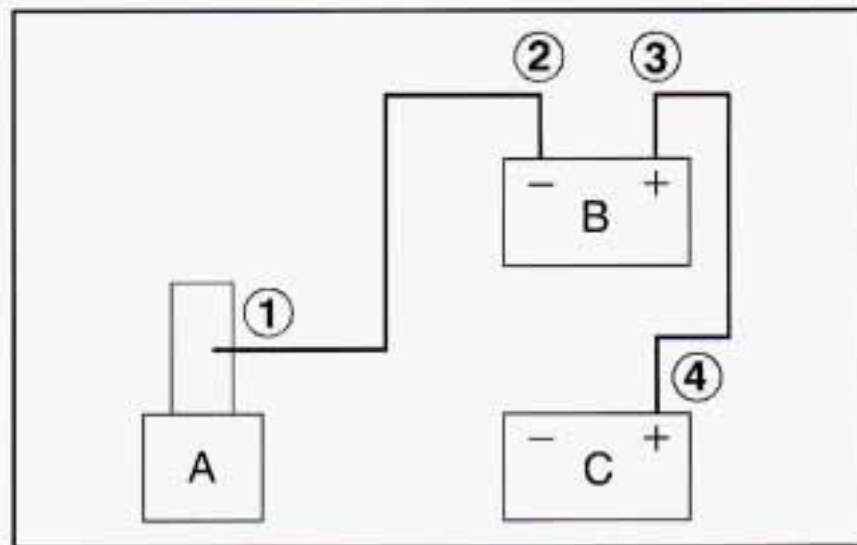 ② ③
− +
B
①
④
− +
A C